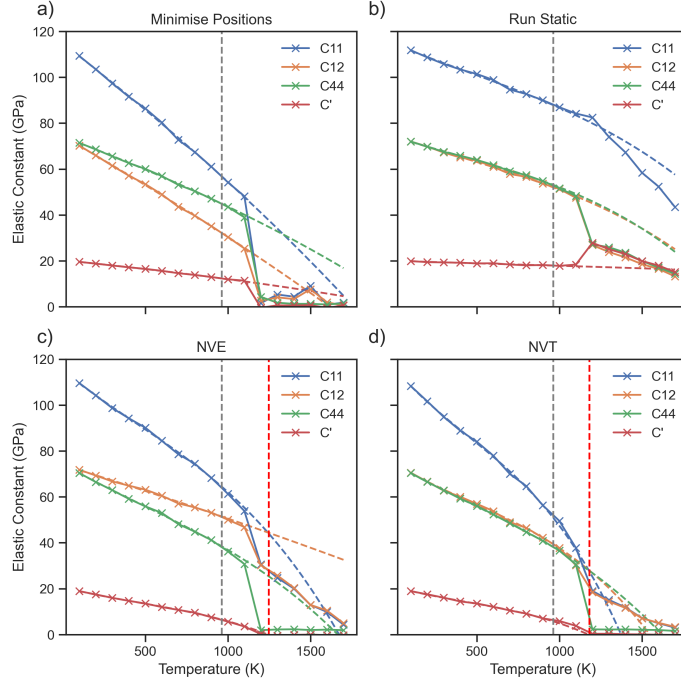 a)
Minimise Positions
b)
Run Static
120
100
80
60
40
20
0
Elastic Constant (GPa)
C11
C12
C44
C'
C11
C12
C44
C'
c)
NVE
d)
NVT
120
100
80
60
40
20
0
Elastic Constant (GPa)
C11
C12
C44
C'
C11
C12
C44
C'
500
1000
1500
500
1000
1500
Temperature (K)
Temperature (K)